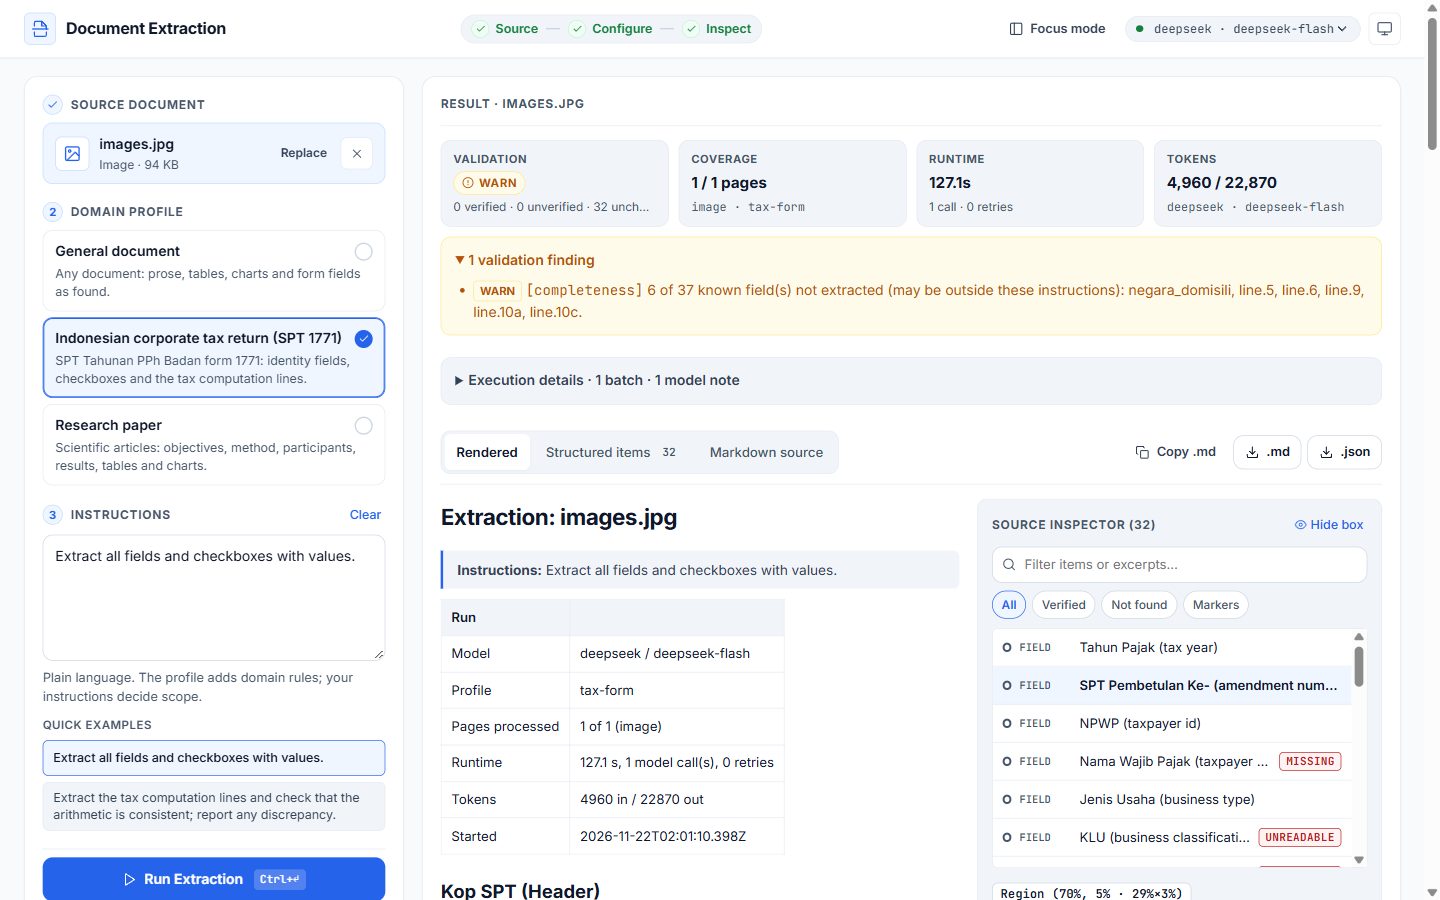 Document Extraction
Source
Configure
Inspect
Focus mode
deepseek · deepseek-flash
SOURCE DOCUMENT
images.jpg
Image · 94 KB
Replace
2 DOMAIN PROFILE
General document
Any document: prose, tables, charts and form fields
as found.
Indonesian corporate tax return (SPT 1771)
SPT Tahunan PPh Badan form 1771: identity fields,
checkboxes and the tax computation lines.
Research paper
Scientific articles: objectives, method, participants,
results, tables and charts.
3 INSTRUCTIONS
Clear
Extract all fields and checkboxes with values.
Plain language. The profile adds domain rules; your
instructions decide scope.
QUICK EXAMPLES
Extract all fields and checkboxes with values.
Extract the tax computation lines and check that the
arithmetic is consistent; report any discrepancy.
Run Extraction Ctrl+↵
RESULT · IMAGES.JPG
VALIDATION
WARN
0 verified · 0 unverified · 32 unch...
COVERAGE
1 / 1 pages
image · tax-form
RUNTIME
127.1s
1 call · 0 retries
TOKENS
4,960 / 22,870
deepseek · deepseek-flash
▼ 1 validation finding
• WARN [completeness] 6 of 37 known field(s) not extracted (may be outside these instructions): negara_domisili, line.5, line.6, line.9,
line.10a, line.10c.
▶ Execution details · 1 batch · 1 model note
Rendered
Structured items 32
Markdown source
Copy .md
.md
.json
Extraction: images.jpg
Instructions: Extract all fields and checkboxes with values.
Run
Model deepseek / deepseek-flash
Profile tax-form
Pages processed 1 of 1 (image)
Runtime 127.1 s, 1 model call(s), 0 retries
Tokens 4960 in / 22870 out
Started 2026-11-22T02:01:10.398Z
Kop SPT (Header)
SOURCE INSPECTOR (32)
Hide box
Filter items or excerpts...
All
Verified
Not found
Markers
FIELD Tahun Pajak (tax year)
FIELD SPT Pembetulan Ke- (amendment num...
FIELD NPWP (taxpayer id)
FIELD Nama Wajib Pajak (taxpayer ... MISSING
FIELD Jenis Usaha (business type)
FIELD KLU (business classificati... UNREADABLE
Region (70%, 5% · 29%×3%)